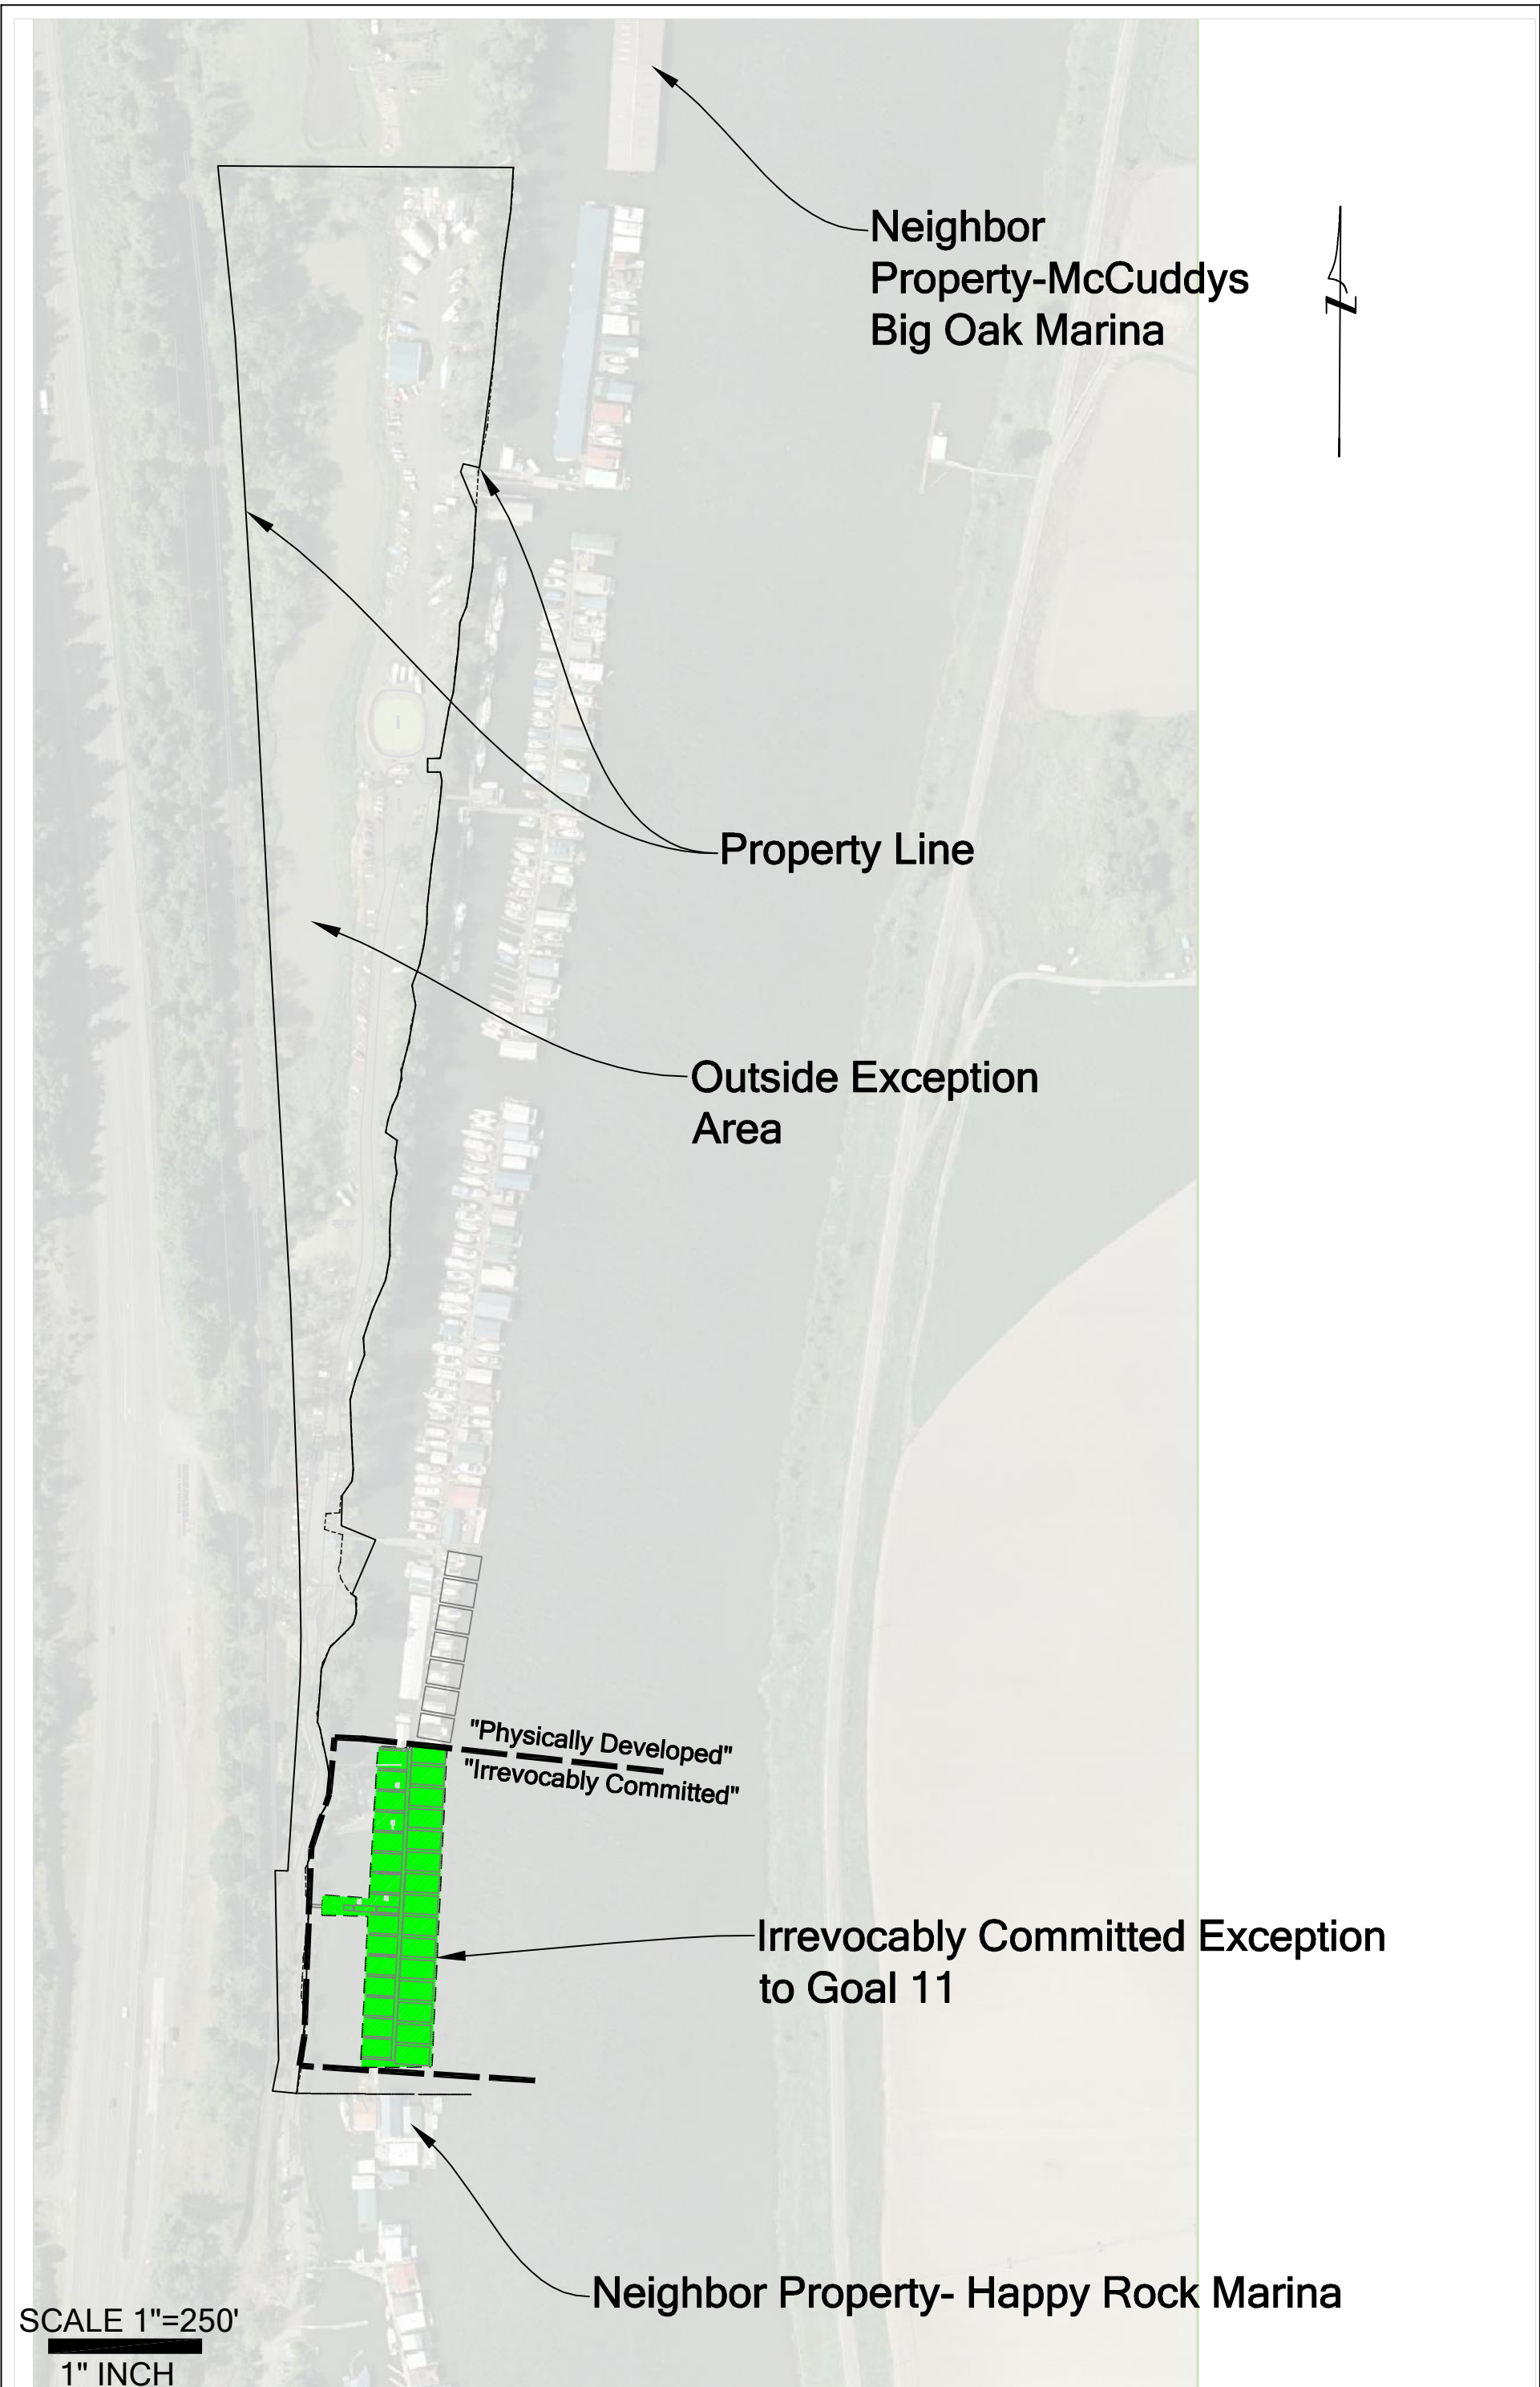 Neighbor
Property-McCuddys
Big Oak Marina
Z
Property Line
Outside Exception
Area
"Physically Developed"
"Irrevocably Committed"
Irrevocably Committed Exception
to Goal 11
Neighbor Property- Happy Rock Marina
SCALE 1"=250'
1" INCH